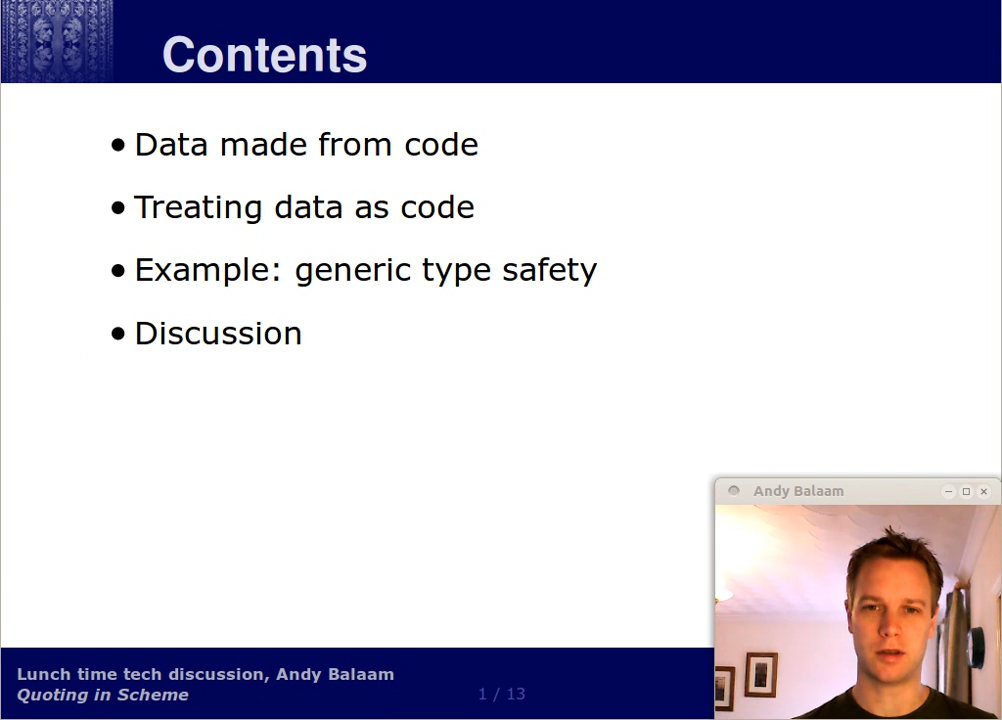 Contents
• Data made from code
• Treating data as code
• Example: generic type safety
• Discussion
Andy Balaam
Lunch time tech discussion, Andy Balaam
Quoting in Scheme
1 / 13